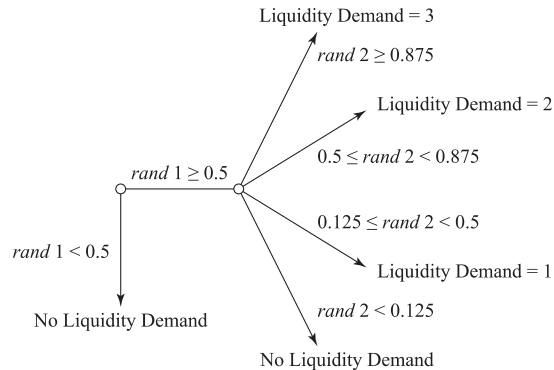 Liquidity Demand = 3
rand 2 ≥ 0.875
Liquidity Demand = 2
0.5 ≤ rand 2 < 0.875
rand 1 ≥ 0.5
0.125 ≤ rand 2 < 0.5
rand 1 < 0.5
Liquidity Demand = 1
rand 2 < 0.125
No Liquidity Demand
No Liquidity Demand